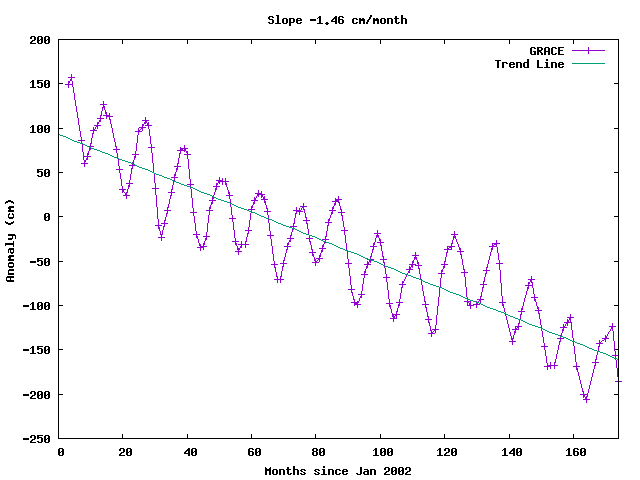 Slope -1.46 cm/month
GRACE
Trend Line
200
150
100
50
0
-50
-100
-150
-200
-250
Anomaly (cm)
0 20 40 60 80 100 120 140 160
Months since Jan 2002